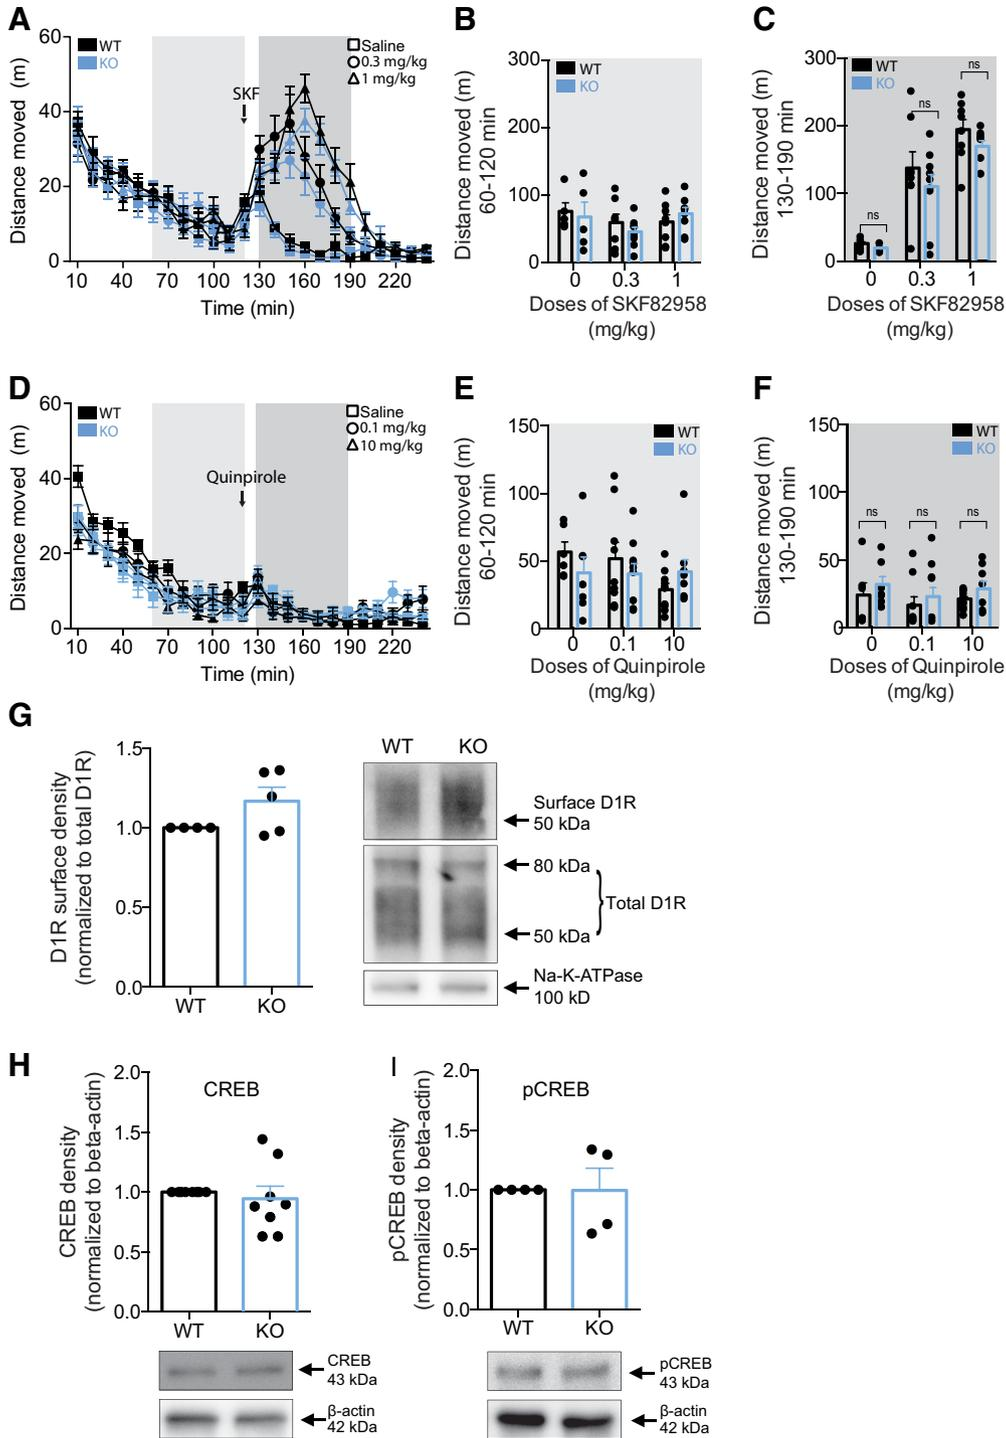 A
Distance moved (m)
60
40
20
0
WT
KO
Saline
0.3 mg/kg
1 mg/kg
SKF
10 40 70 100 130 160 190 220
Time (min)
B
Distance moved (m)
60-120 min
300
200
100
0
WT
KO
0 0.3 1
Doses of SKF82958
(mg/kg)
C
Distance moved (m)
130-190 min
300
200
100
0
WT
KO
ns
ns
ns
0 0.3 1
Doses of SKF82958
(mg/kg)
D
Distance moved (m)
60
40
20
0
WT
KO
Saline
0.1 mg/kg
10 mg/kg
Quinpirole
10 40 70 100 130 160 190 220
Time (min)
E
Distance moved (m)
60-120 min
150
100
50
0
WT
KO
0 0.1 10
Doses of Quinpirole
(mg/kg)
F
Distance moved (m)
130-190 min
150
100
50
0
WT
KO
ns ns ns
0 0.1 10
Doses of Quinpirole
(mg/kg)
G
D1R surface density
(normalized to total D1R)
1.5
1.0
0.5
0.0
WT KO
WT KO
Surface D1R
50 kDa
80 kDa
Total D1R
50 kDa
Na-K-ATPase
100 kD
H
CREB density
(normalized to beta-actin)
2.0
1.5
1.0
0.5
0.0
CREB
WT KO
CREB
43 kDa
β-actin
42 kDa
I
pCREB density
(normalized to beta-actin)
2.0
1.5
1.0
0.5
0.0
pCREB
WT KO
pCREB
43 kDa
β-actin
42 kDa